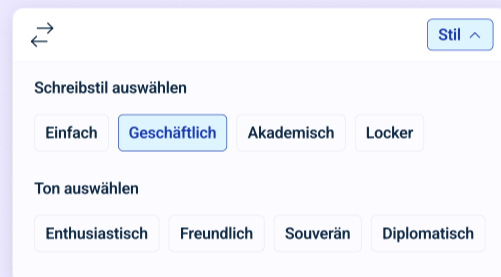 Stil
Schreibstil auswählen
Einfach Geschäftlich Akademisch Locker
Ton auswählen
Enthusiastisch Freundlich Souverän Diplomatisch